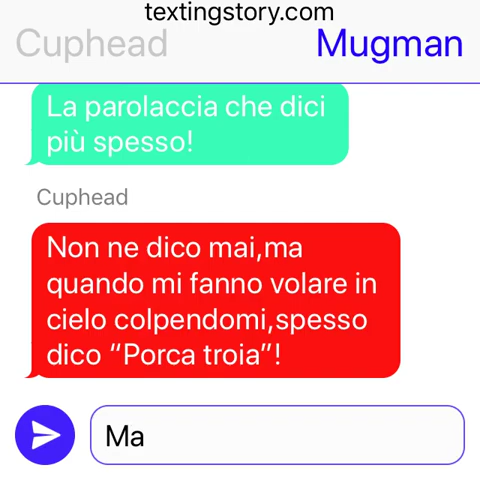 textingstory.com
Cuphead
Mugman
La parolaccia che dici
più spesso!
Cuphead
Non ne dico mai,ma
quando mi fanno volare in
cielo colpendomi,spesso
dico “Porca troia”!
Ma